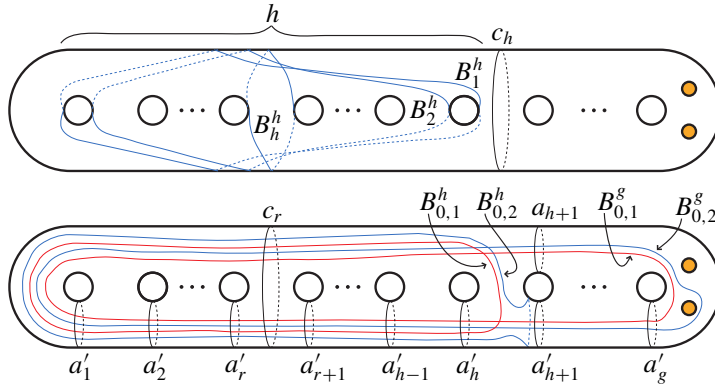 h
c_h
B_1^h
··· B_h^h ··· B_2^h ···
c_r B_{0,1}^h B_{0,2}^h a_{h+1} B_{0,1}^g B_{0,2}^g
··· ··· ···
a'_1 a'_2 a'_r a'_{r+1} a'_{h−1} a'_h a'_{h+1} a'_g